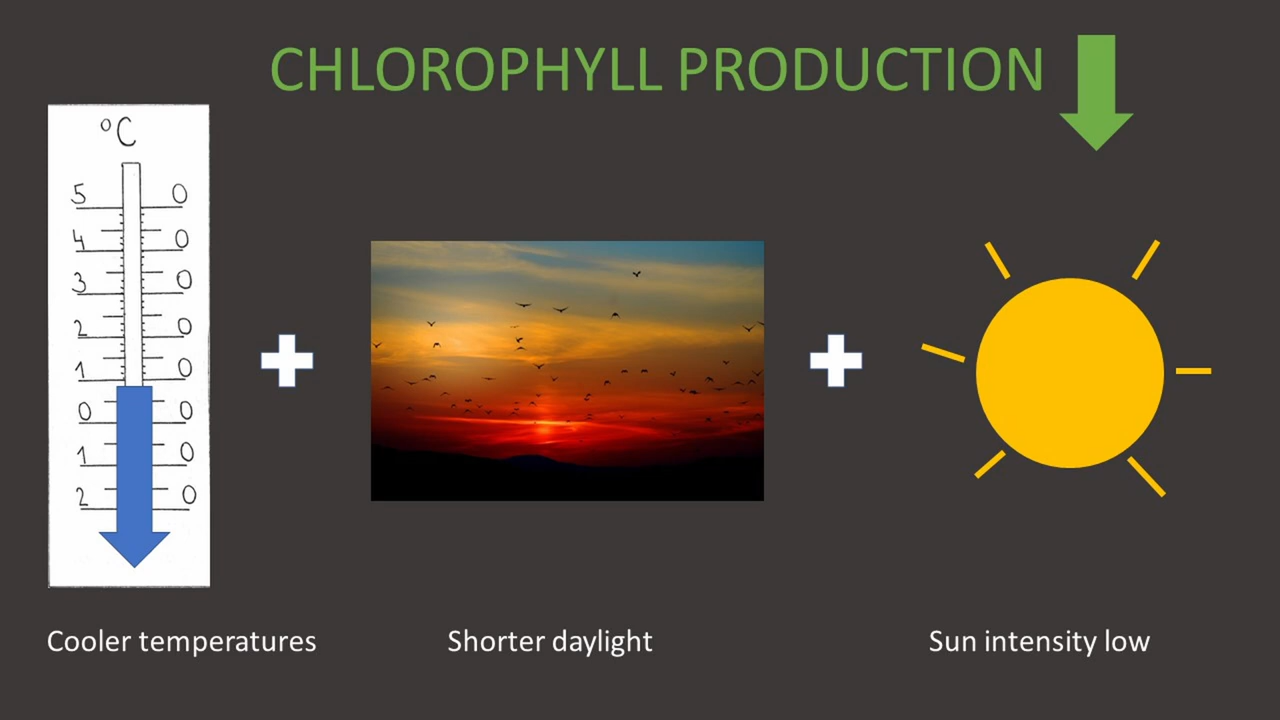 CHLOROPHYLL PRODUCTION
°C
5 0
4 0
3 0
2 0
1 0
0 0
1 0
2 0
Cooler temperatures
Shorter daylight
Sun intensity low